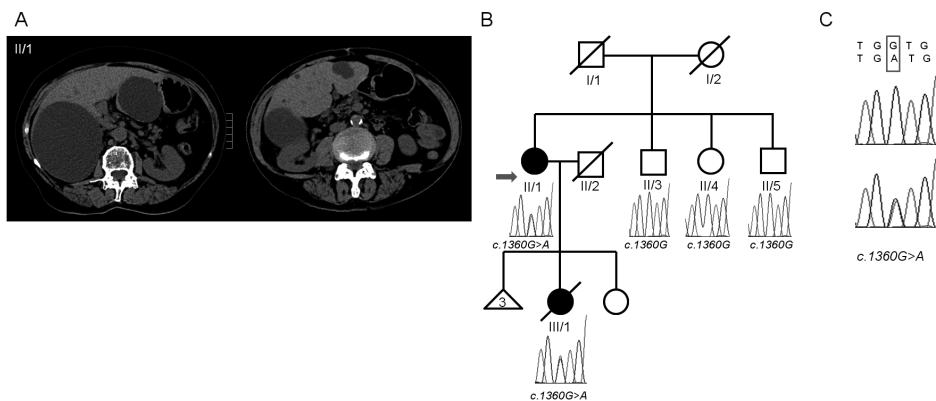 A
II/1
B
I/1
I/2
II/1
II/2
II/3
II/4
II/5
c.1360G>A
c.1360G
c.1360G
c.1360G
3
III/1
c.1360G>A
C
T G G T G
T G A T G
c.1360G>A